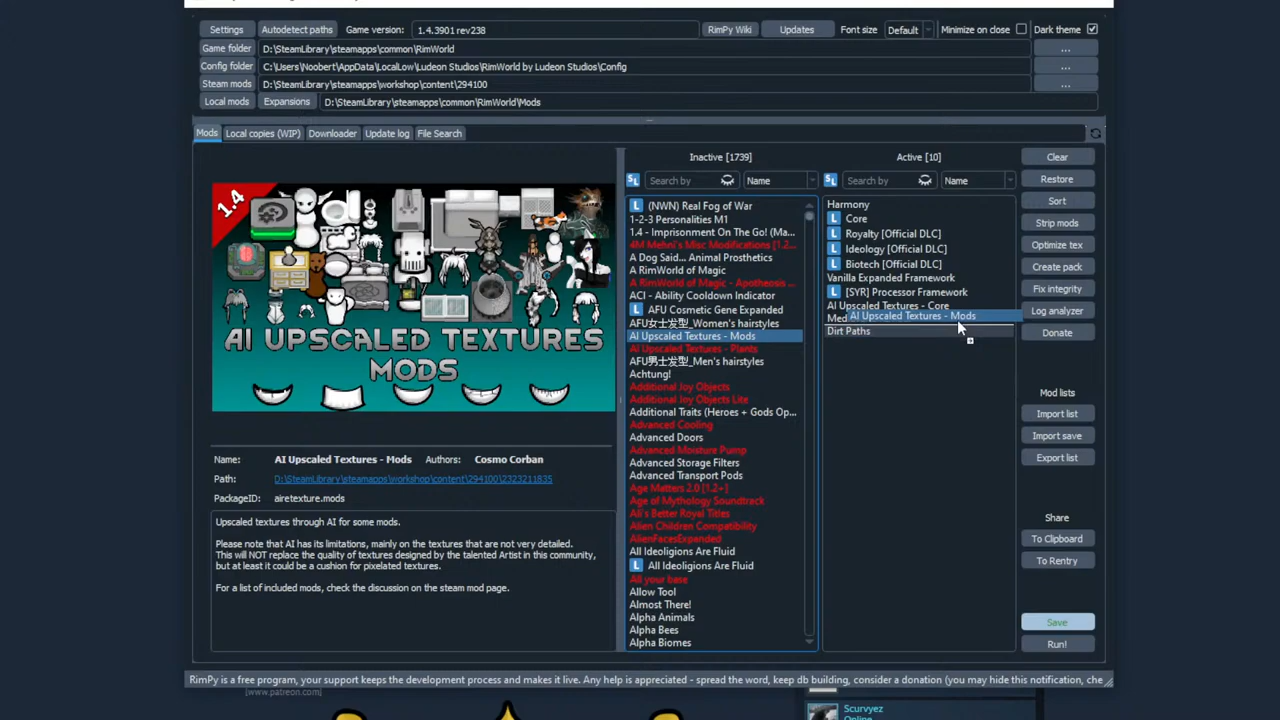 Settings
Autodetect paths
Game version:
1.4.3901 rev238
RimPy Wiki
Updates
Font size
Default
Minimize on close
Dark theme
Game folder
D:\SteamLibrary\steamapps\common\RimWorld
...
Config folder
C:\Users\Noobert\AppData\LocalLow\Ludeon Studios\RimWorld by Ludeon Studios\Config
...
Steam mods
D:\SteamLibrary\steamapps\workshop\content\294100
...
Local mods
Expansions
D:\SteamLibrary\steamapps\common\RimWorld\Mods
Mods
Local copies (WIP)
Downloader
Update log
File Search
1.4
AI UPSCALED TEXTURES
MODS
Name:
AI Upscaled Textures - Mods
Authors:
Cosmo Corban
Path:
D:\SteamLibrary\steamapps\workshop\content\294100\2323211835
PackageID:
airetexture.mods
Upscaled textures through AI for some mods.
Please note that AI has its limitations, mainly on the textures that are not very detailed.
This will NOT replace the quality of textures designed by the talented Artist in this community,
but at least it could be a cushion for pixelated textures.
For a list of included mods, check the discussion on the steam mod page.
Inactive [1739]
SL
Search by
Name
L (NWN) Real Fog of War
1-2-3 Personalities M1
1.4 - Imprisonment On The Go! (Ma...
4M Mehni's Misc Modifications [1.2...
A Dog Said... Animal Prosthetics
A RimWorld of Magic
A RimWorld of Magic - Apotheosis ...
ACI - Ability Cooldown Indicator
L AFU Cosmetic Gene Expanded
AFU女士发型_Women's hairstyles
AI Upscaled Textures - Mods
AI Upscaled Textures - Plants
AFU男士发型_Men's hairstyles
Achtung!
Additional Joy Objects
Additional Joy Objects Lite
Additional Traits (Heroes + Gods Op...
Advanced Cooling
Advanced Doors
Advanced Moisture Pump
Advanced Storage Filters
Advanced Transport Pods
Age Matters 2.0 [1.2+]
Age of Mythology Soundtrack
Ali's Better Royal Titles
Alien Children Compatibility
AlienFacesExpanded
All Ideoligions Are Fluid
L All Ideoligions Are Fluid
All your base
Allow Tool
Almost There!
Alpha Animals
Alpha Bees
Alpha Biomes
Active [10]
SL
Search by
Name
Harmony
L Core
L Royalty [Official DLC]
L Ideology [Official DLC]
L Biotech [Official DLC]
Vanilla Expanded Framework
L [SYR] Processor Framework
AI Upscaled Textures - Core
Med
AI Upscaled Textures - Mods
Dirt Paths
Clear
Restore
Sort
Strip mods
Optimize tex
Create pack
Fix integrity
Log analyzer
Donate
Mod lists
Import list
Import save
Export list
Share
To Clipboard
To Rentry
Save
Run!
RimPy is a free program, your support keeps the development process and makes it live. Any help is appreciated - spread the word, keep db building, consider a donation (you may hide this notification, che
[www.patreon.com]
Scurvyez
Online